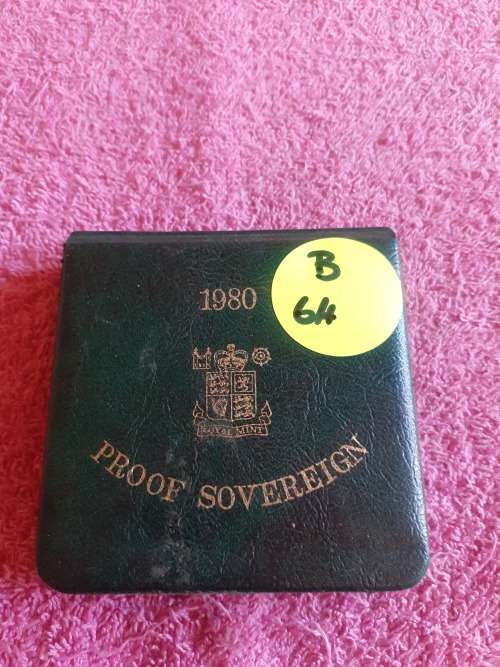 B
64
1980
ROYAL MINT
PROOF SOVEREIGN